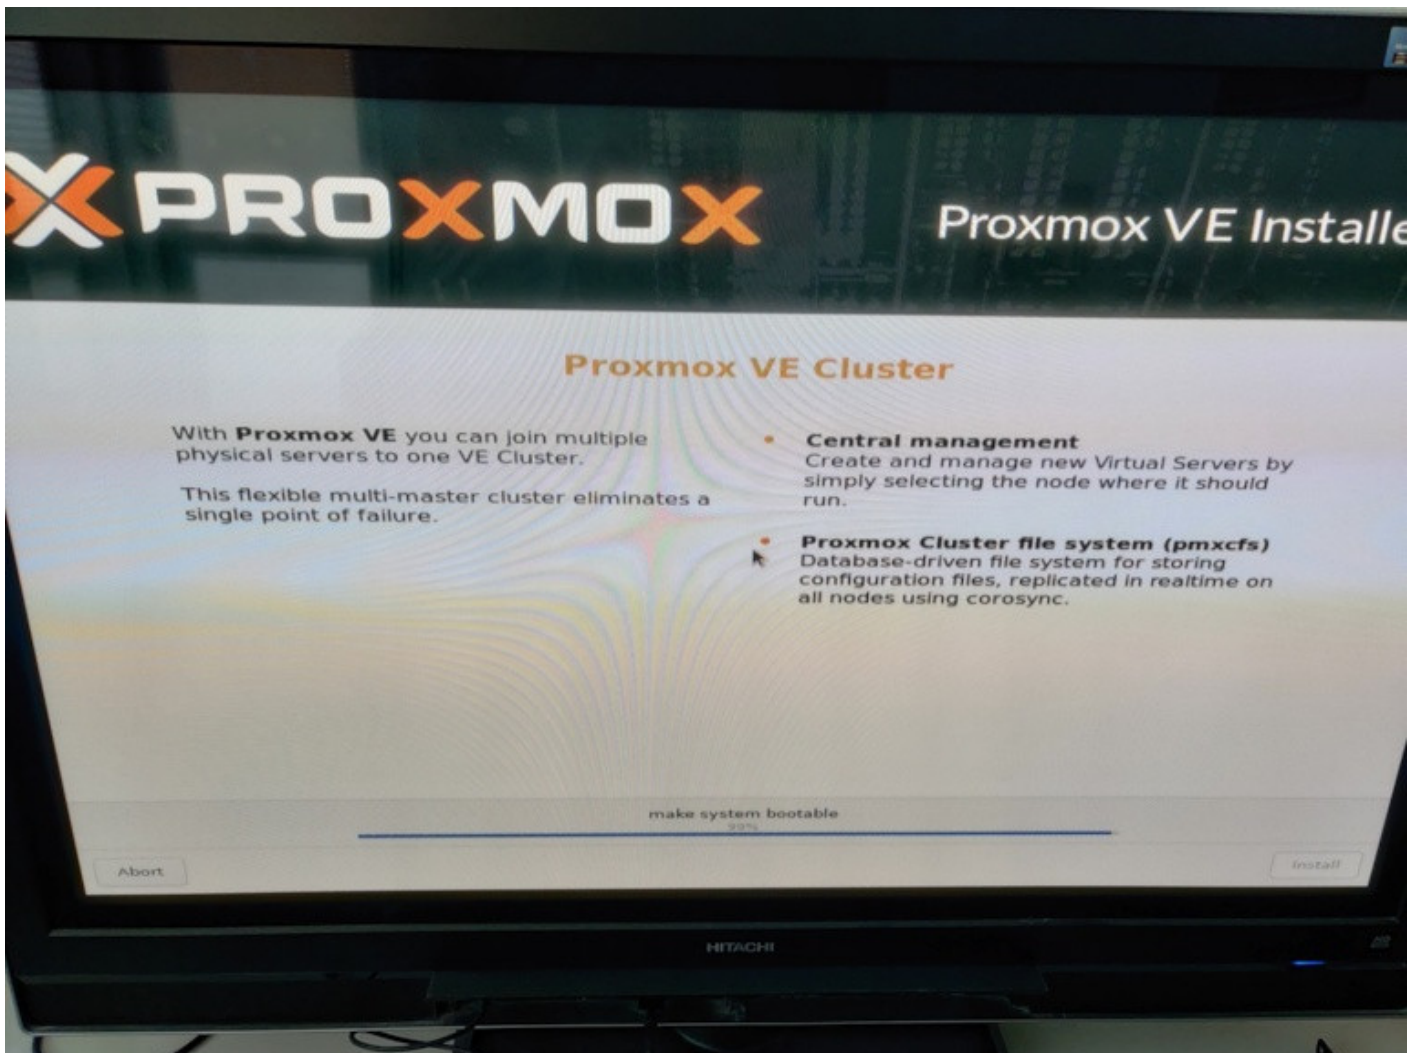 PROXMOX
Proxmox VE Installe
Proxmox VE Cluster
With Proxmox VE you can join multiple
physical servers to one VE Cluster.
This flexible multi-master cluster eliminates a
single point of failure.
Central management
Create and manage new Virtual Servers by
simply selecting the node where it should
run.
Proxmox Cluster file system (pmxcfs)
Database-driven file system for storing
configuration files, replicated in realtime on
all nodes using corosync.
make system bootable
99%
Abort
Install
HITACHI